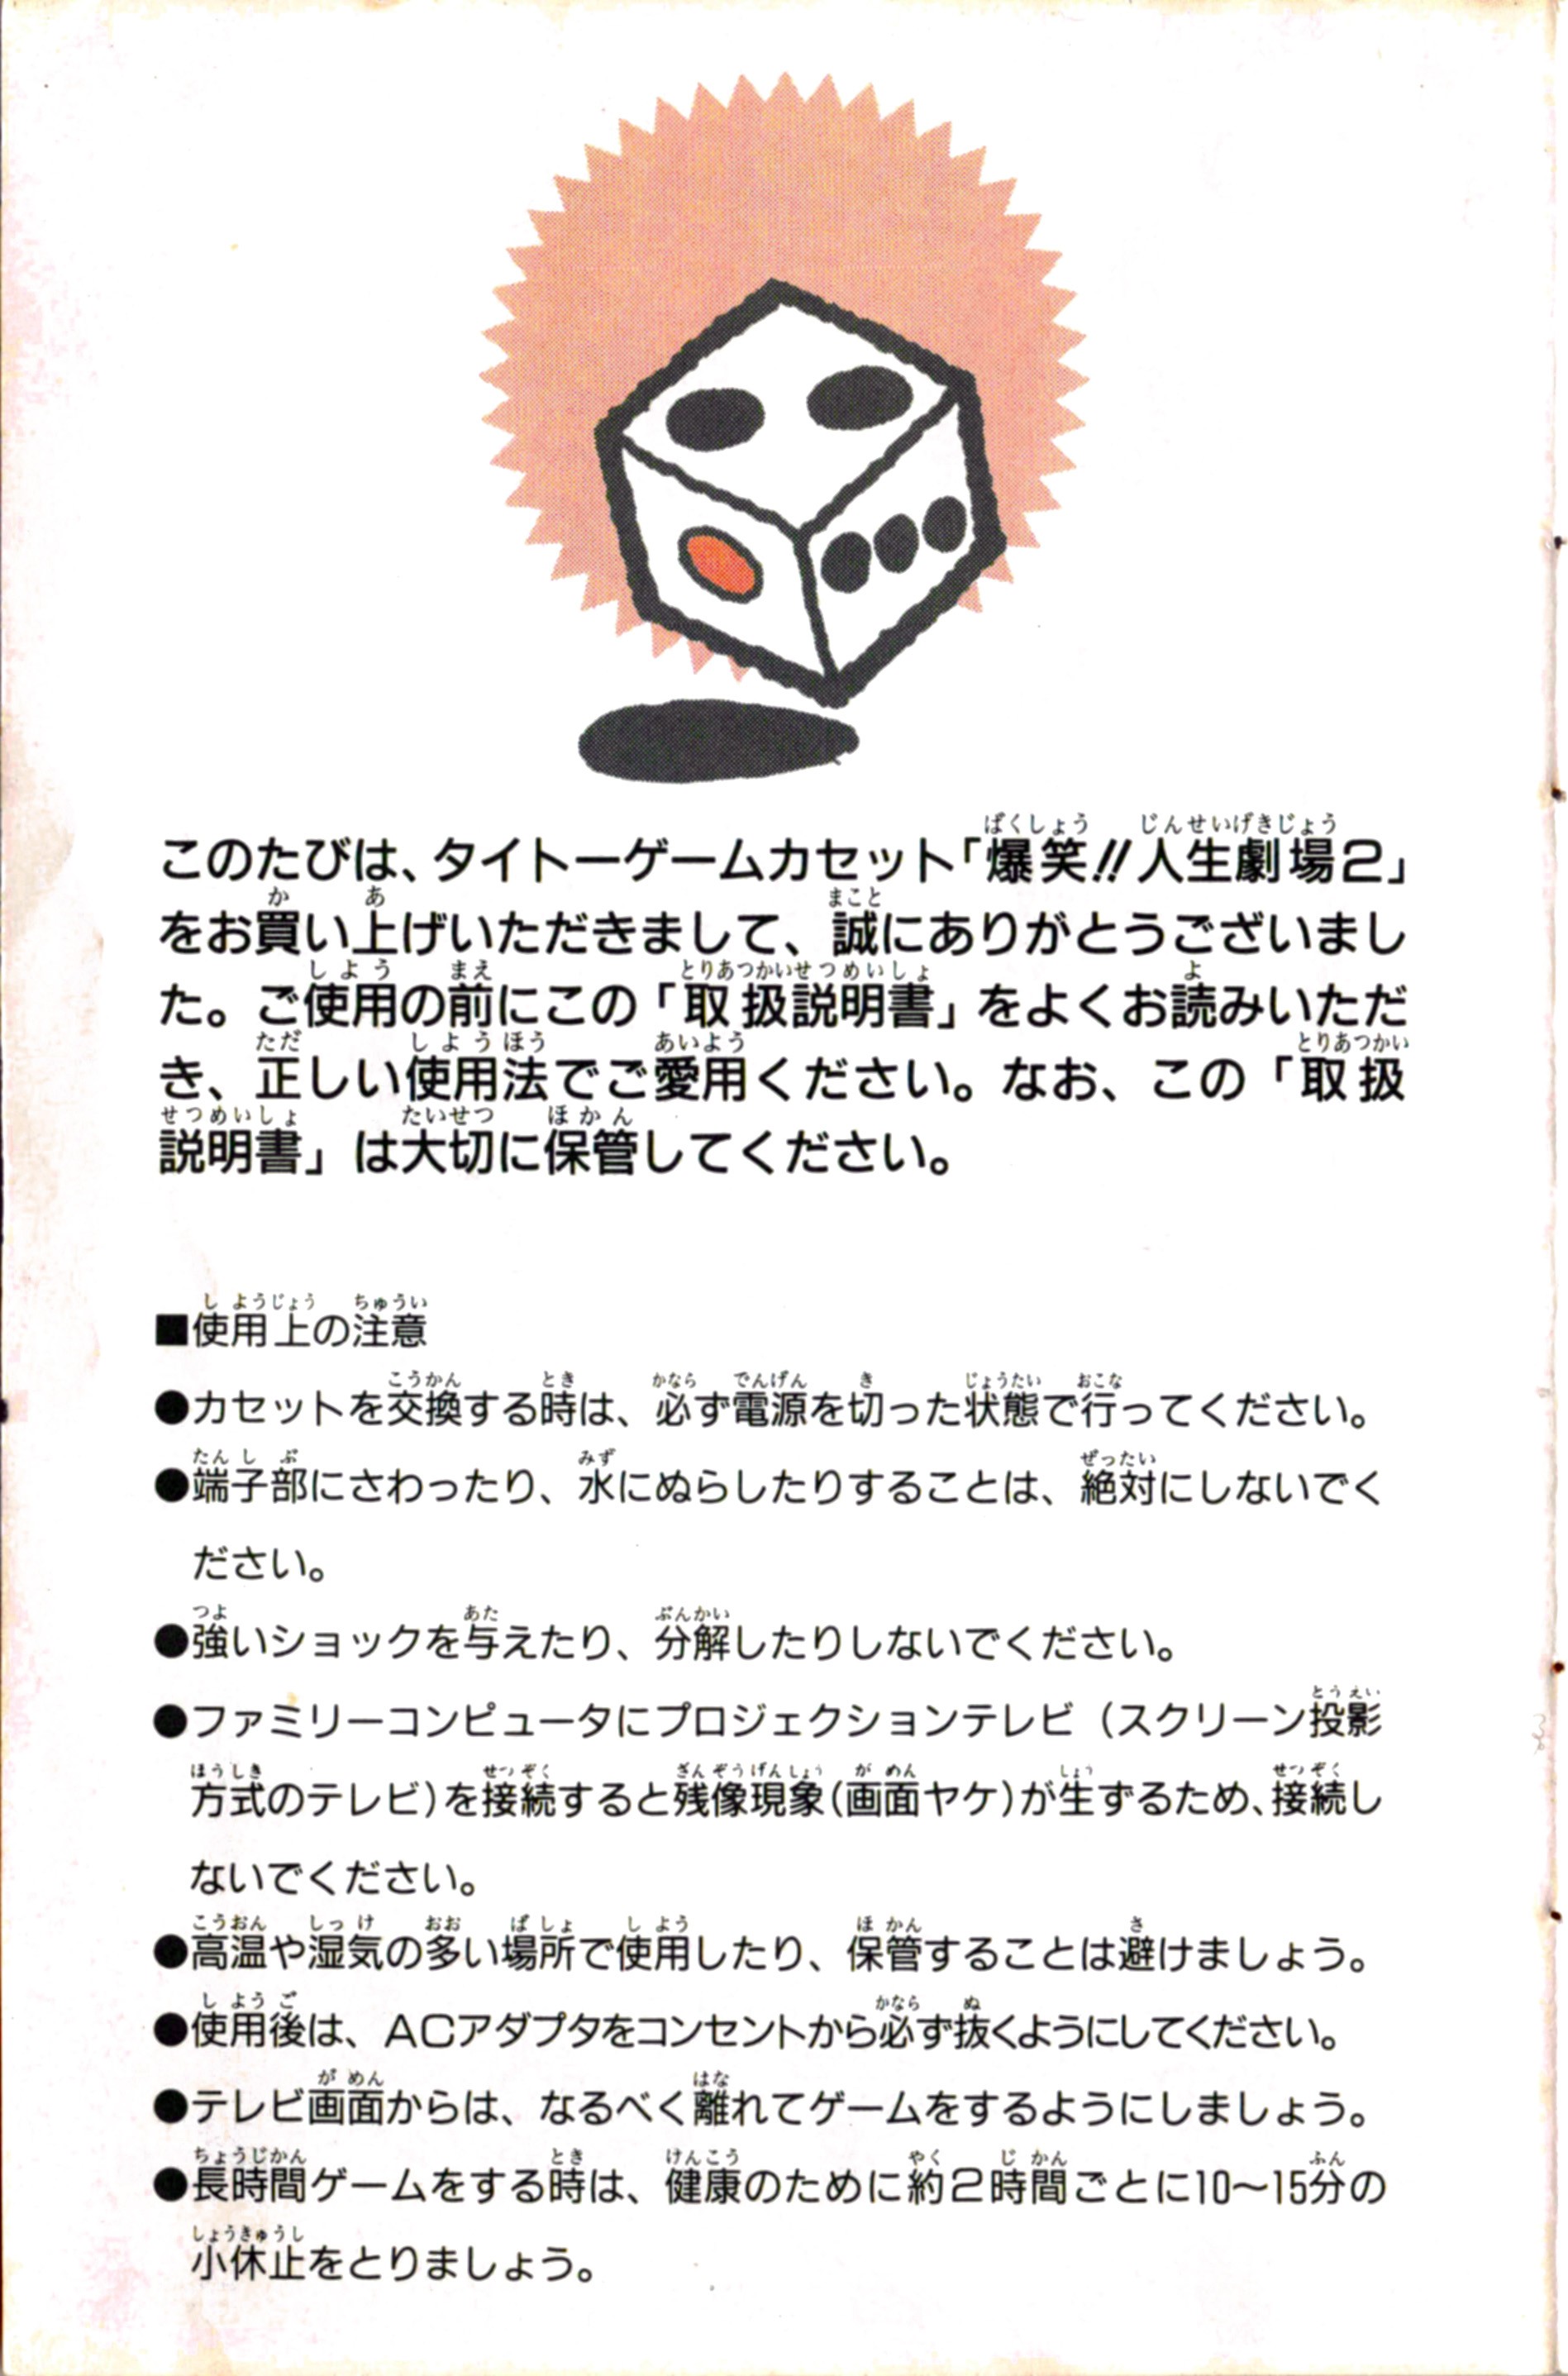 このたびは、タイトーゲームカセット「爆笑!!人生劇場2」
をお買い上げいただきまして、誠にありがとうございまし
た。ご使用の前にこの「取扱説明書」をよくお読みいただ
き、正しい使用法でご愛用ください。なお、この「取扱
説明書」は大切に保管してください。
■使用上の注意
●カセットを交換する時は、必ず電源を切った状態で行ってください。
●端子部にさわったり、水にぬらしたりすることは、絶対にしないでく
ださい。
●強いショックを与えたり、分解したりしないでください。
●ファミリーコンピュータにプロジェクションテレビ（スクリーン投影
方式のテレビ）を接続すると残像現象（画面ヤケ）が生ずるため、接続し
ないでください。
●高温や湿気の多い場所で使用したり、保管することは避けましょう。
●使用後は、ACアダプタをコンセントから必ず抜くようにしてください。
●テレビ画面からは、なるべく離れてゲームをするようにしましょう。
●長時間ゲームをする時は、健康のために約2時間ごとに10〜15分の
小休止をとりましょう。